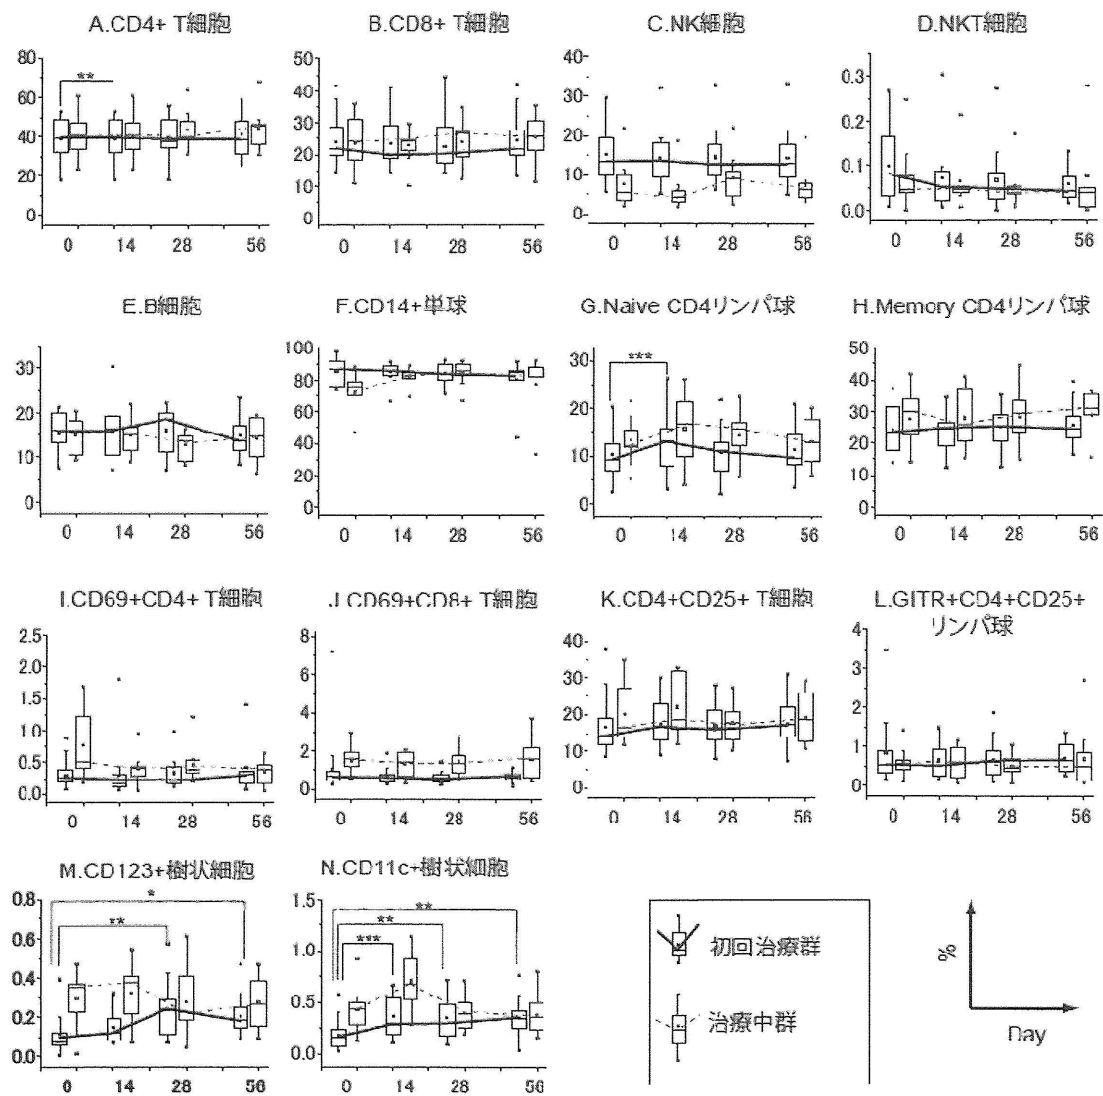 A.CD4+ T細胞
B.CD8+ T細胞
C.NK細胞
D.NKT細胞
80
60
40
20
0
**
0 14 28 56
50
40
30
20
10
0
0 14 28 56
40
30
20
10
0
0 14 28 56
0.3
0.2
0.1
0.0
0 14 28 56
E.B細胞
F.CD14+単球
G.Naive CD4リンパ球
H.Memory CD4リンパ球
30
20
10
0
0 14 28 56
100
80
60
40
20
0
0 14 28 56
30
20
10
0
***
0 14 28 56
50
40
30
20
10
0
0 14 28 56
I.CD69+CD4+ T細胞
J.CD69+CD8+ T細胞
K.CD4+CD25+ T細胞
L.GITR+CD4+CD25+
リンパ球
2.5
2.0
1.5
1.0
0.5
0.0
0 14 28 56
8
6
4
2
0
0 14 28 56
40
30
20
10
0
0 14 28 56
4
3
2
1
0
0 14 28 56
M.CD123+樹状細胞
N.CD11c+樹状細胞
0.8
0.6
0.4
0.2
0.0
*
**
0 14 28 56
1.5
1.0
0.5
0.0
**
**
***
0 14 28 56
初回治療群
治療中群
%
Day